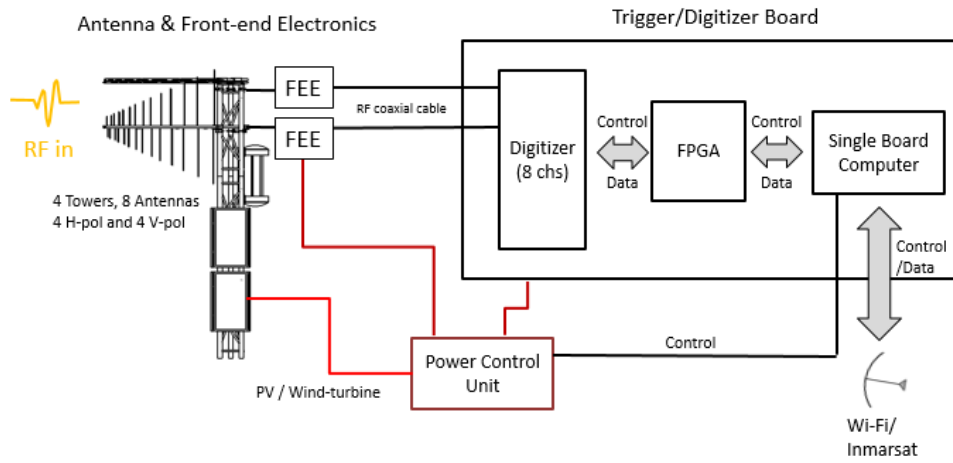 Antenna & Front-end Electronics
Trigger/Digitizer Board
RF in
FEE
FEE
RF coaxial cable
4 Towers, 8 Antennas
4 H-pol and 4 V-pol
Digitizer
(8 chs)
Control
Data
FPGA
Control
Data
Single Board
Computer
Control
/Data
Power Control
Unit
Control
PV / Wind-turbine
Wi-Fi/
Inmarsat